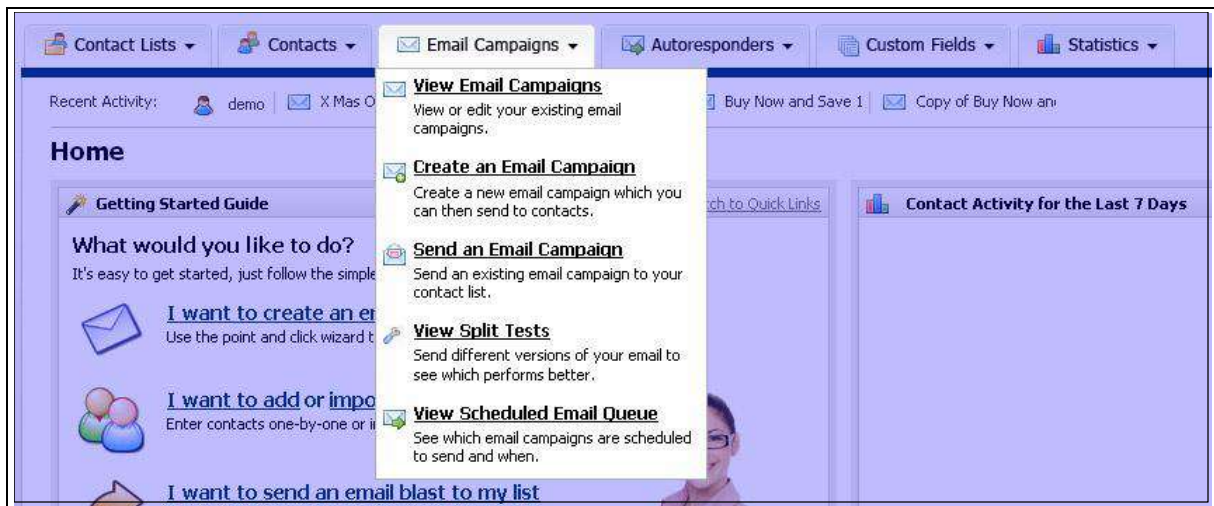 Contact Lists Contacts Email Campaigns Autoresponders Custom Fields Statistics
Recent Activity: demo X Mas O Buy Now and Save 1 Copy of Buy Now an
View Email Campaigns
View or edit your existing email
campaigns.
Create an Email Campaign
Create a new email campaign which you
can then send to contacts.
Send an Email Campaign
Send an existing email campaign to your
contact list.
View Split Tests
Send different versions of your email to
see which performs better.
View Scheduled Email Queue
See which email campaigns are scheduled
to send and when.
Home
Getting Started Guide
to Quick Links
What would you like to do?
It's easy to get started, just follow the simple
I want to create an
Use the point and click wizard
I want to add or impo
Enter contacts one-by-one or
I want to send an email blast to my list
Contact Activity for the Last 7 Days